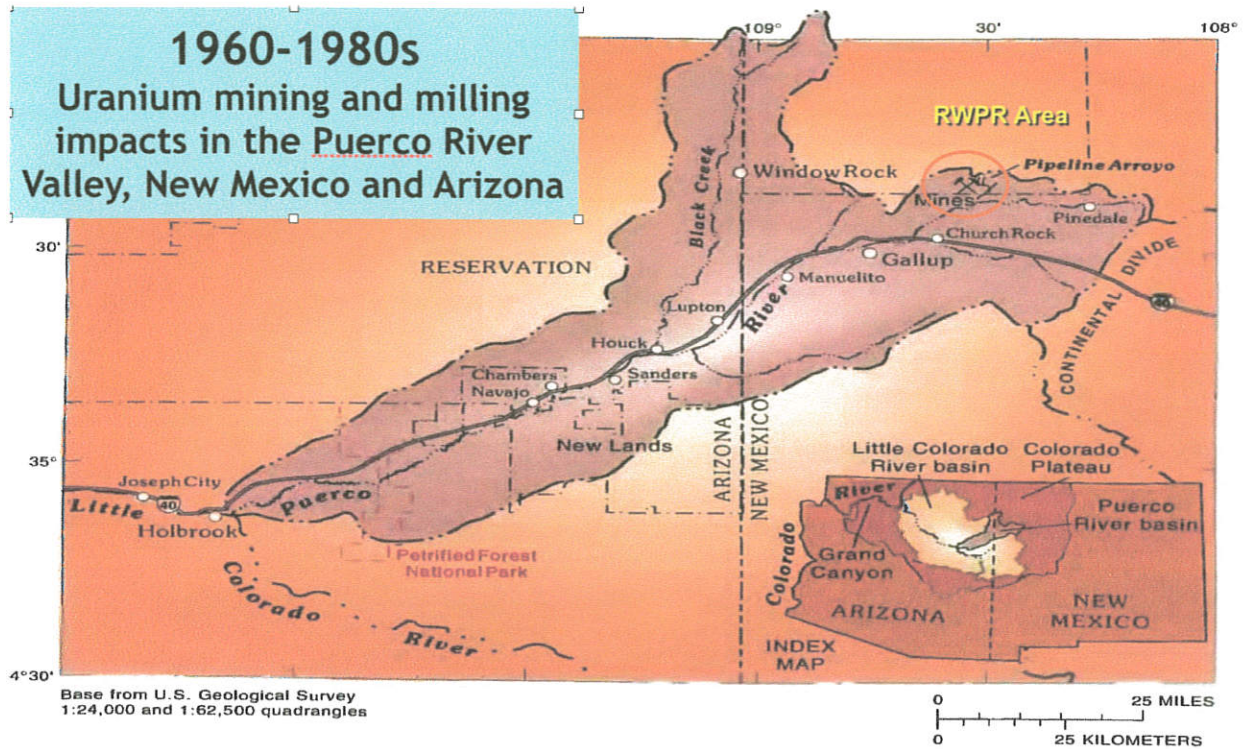 1960-1980s
Uranium mining and milling
impacts in the Puerco River
Valley, New Mexico and Arizona
109°
30'
108°
RWPR Area
Pipeline Arroyo
Mines
Pinedale
Window Rock
Black Creek
Church Rock
Gallup
Manuelito
30'
RESERVATION
River
Lupton
CONTINENTAL DIVIDE
40
Houck
Sanders
Chambers
Navajo
New Lands
ARIZONA
NEW MEXICO
35°
Joseph City
40
Little
Holbrook
Puerco
Petrified Forest
National Park
Colorado
River
Little Colorado
River basin
Colorado
Plateau
River
Puerco
River basin
Colorado
Grand
Canyon
ARIZONA
NEW
MEXICO
INDEX
MAP
4°30'
Base from U.S. Geological Survey
1:24,000 and 1:62,500 quadrangles
0 25 MILES
0 25 KILOMETERS